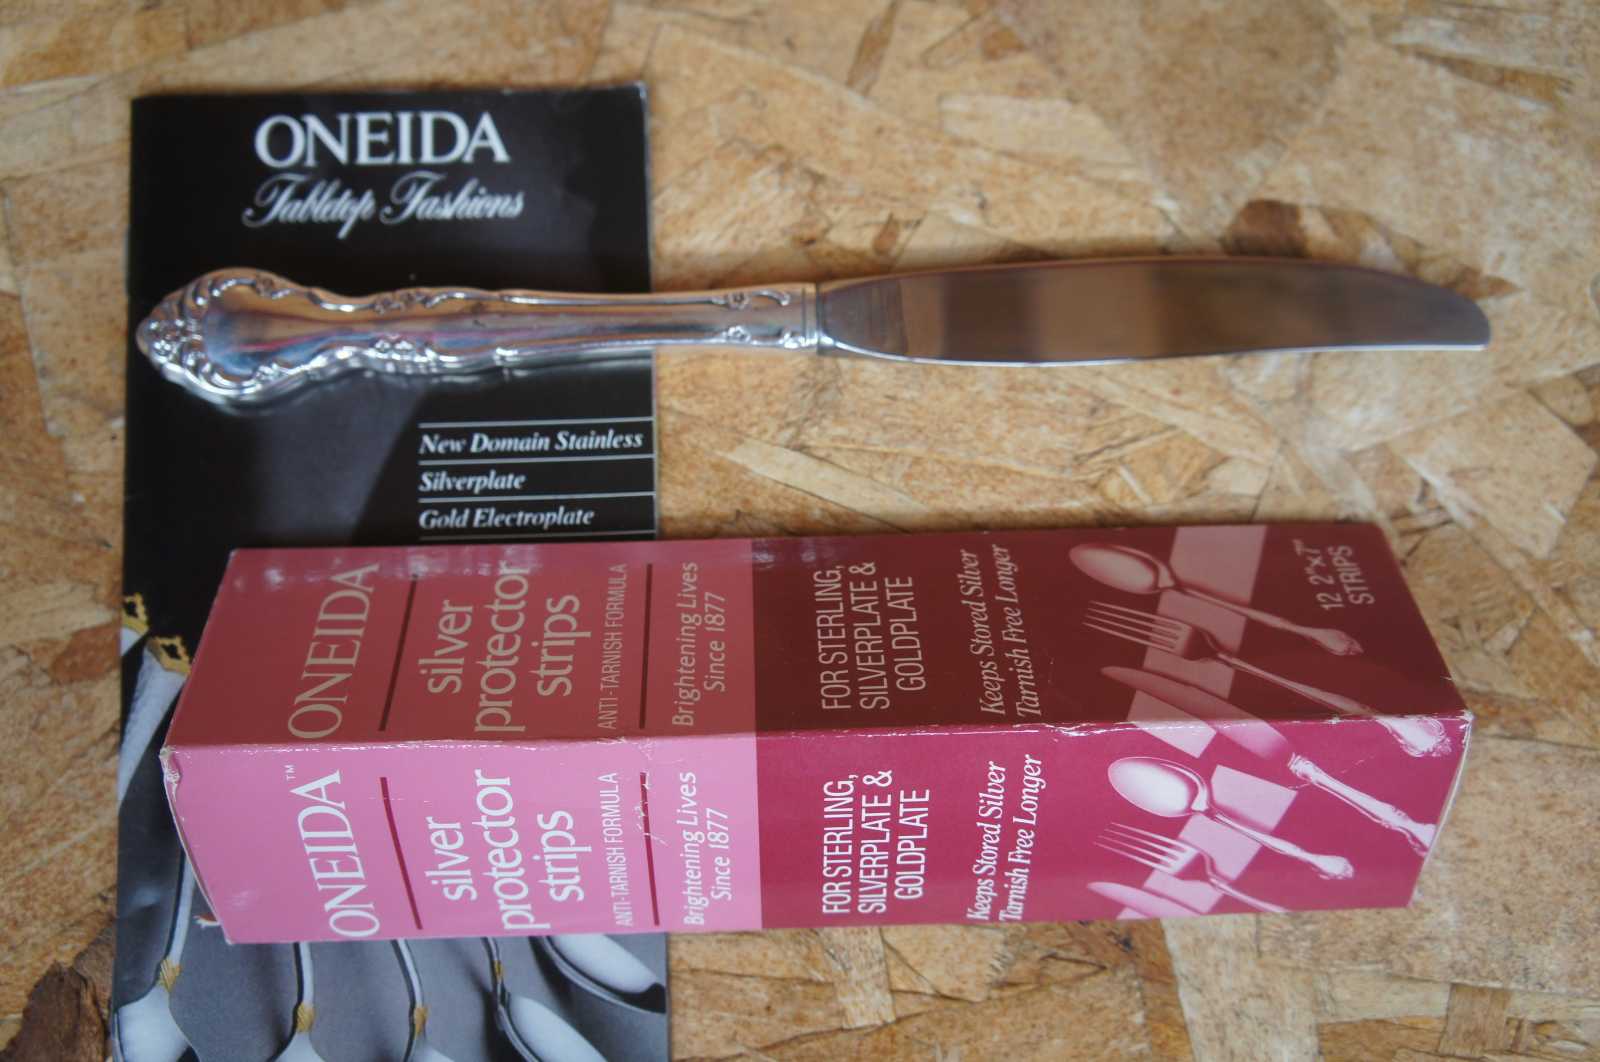 ONEIDA
Tabletop Fashions
New Domain Stainless
Silverplate
Gold Electroplate
ONEIDA
silver
protector
strips
ANTI-TARNISH FORMULA
Brightening Lives
Since 1877
FOR STERLING,
SILVERPLATE &
GOLDPLATE
Keeps Stored Silver
Tarnish Free Longer
12 2"x7"
STRIPS
ONEIDA™
silver
protector
strips
ANTI-TARNISH FORMULA
Brightening Lives
Since 1877
FOR STERLING,
SILVERPLATE &
GOLDPLATE
Keeps Stored Silver
Tarnish Free Longer